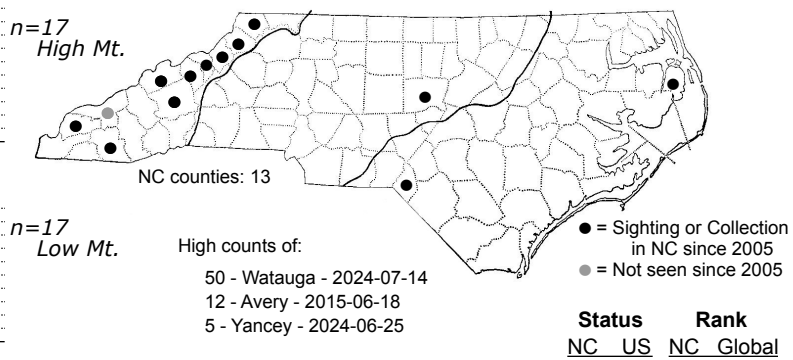 n=17
High Mt.
NC counties: 13
n=17
Low Mt.
High counts of:
50 - Watauga - 2024-07-14
12 - Avery - 2015-06-18
5 - Yancey - 2024-06-25
= Sighting or Collection
in NC since 2005
= Not seen since 2005
Status Rank
NC US NC Global